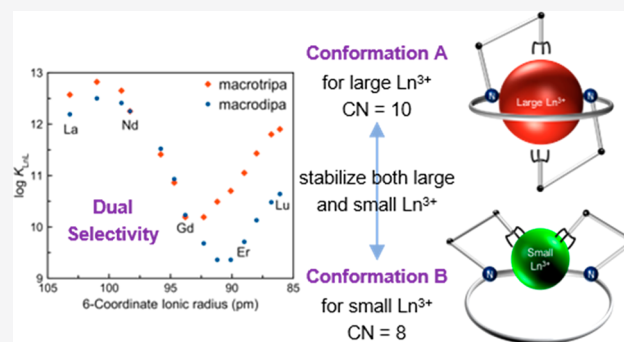 13
12
11
10
9
log K_LnL
macrotripa
macrodipa
La
Nd
Gd
Er
Lu
Dual
Selectivity
105 100 95 90 85
6-Coordinate Ionic radius (pm)
Conformation A
for large Ln³⁺
CN = 10
stabilize both large
and small Ln³⁺
Conformation B
for small Ln³⁺
CN = 8
N
Large Ln³⁺
N
Small
Ln³⁺
N
N